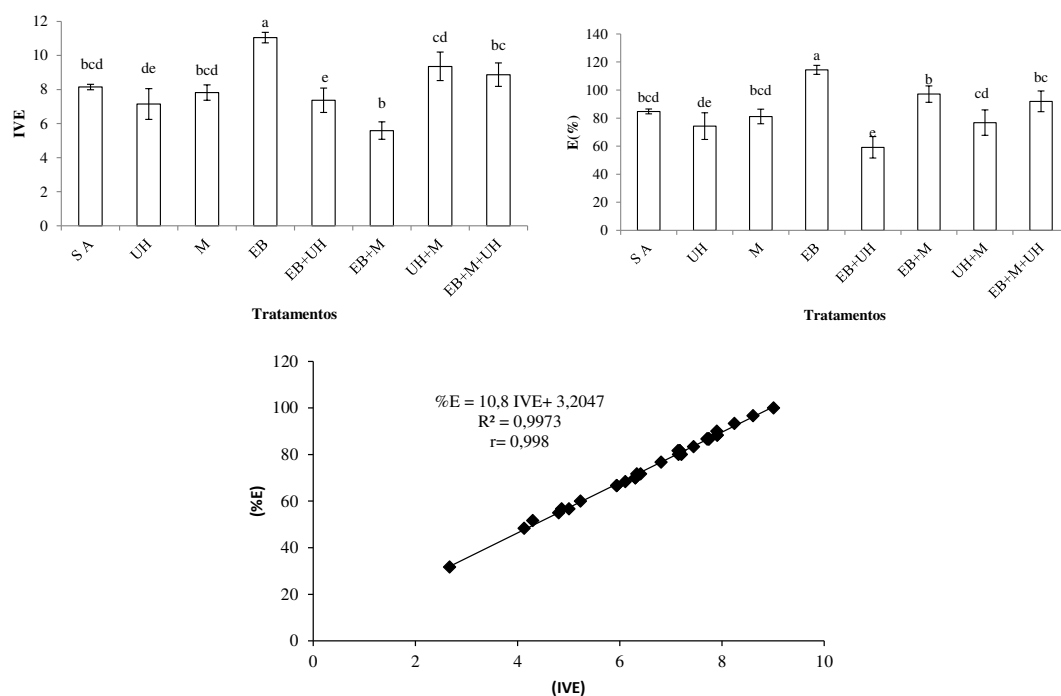 12
10
8
6
4
2
0
IVE
bcd
de
bcd
a
e
b
cd
bc
S A
UH
M
EB
EB+UH
EB+M
UH+M
EB+M+UH
Tratamentos
140
120
100
80
60
40
20
0
E(%)
bcd
de
bcd
a
e
b
cd
bc
S A
UH
M
EB
EB+UH
EB+M
UH+M
EB+M+UH
Tratamentos
120
100
80
60
40
20
0
(%E)
%E = 10,8 IVE+ 3,2047
R² = 0,9973
r= 0,998
0 2 4 6 8 10
(IVE)